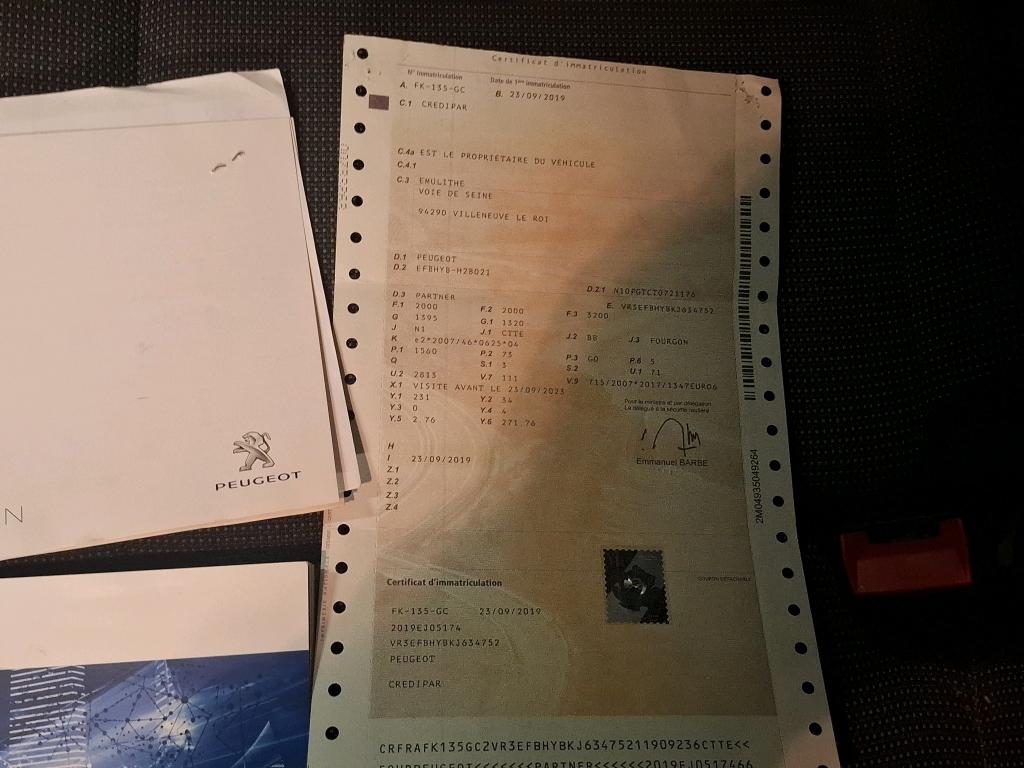 Certificat d'immatriculation
N° immatriculation Date de 1ère immatriculation
A. FK-135-GC B. 23/09/2019
C.1 CREDIPAR
C.4a EST LE PROPRIÉTAIRE DU VÉHICULE
C.4.1
C.3 EMULITHE
VOIE DE SEINE
94290 VILLENEUVE LE ROI
D.1 PEUGEOT
D.2 EFBHYB-H2B021
D.2.1 N10PGTCT0721176
D.3 PARTNER E. VR3EFBHYBKJ634752
F.1 2000 F.2 2000 F.3 3200
G 1395 G.1 1320
J N1 J.1 CTTE J.2 BB J.3 FOURGON
K e2*2007/46*0625*04
P.1 1560 P.2 73 P.3 GO P.6 5
Q S.1 3 S.2 U.1 71
U.2 2813 V.7 111 V.9 715/2007*2017/1347EURO6
X.1 VISITE AVANT LE 23/09/2023
Y.1 231 Y.2 34
Y.3 0 Y.4 4
Y.5 2.76 Y.6 271.76
Pour le ministre et par délégation
Le délégué à la sécurité routière
Emmanuel BARBE
H
I 23/09/2019
Z.1
Z.2
Z.3
Z.4
2M04935049264
Certificat d'immatriculation
COUPON DÉTACHABLE
FK-135-GC 23/09/2019
2019EJ05174
VR3EFBHYBKJ634752
PEUGEOT
CREDIPAR
CRFRAFK135GC2VR3EFBHYBKJ63475211909236CTTE<<
PEUGEOT
N